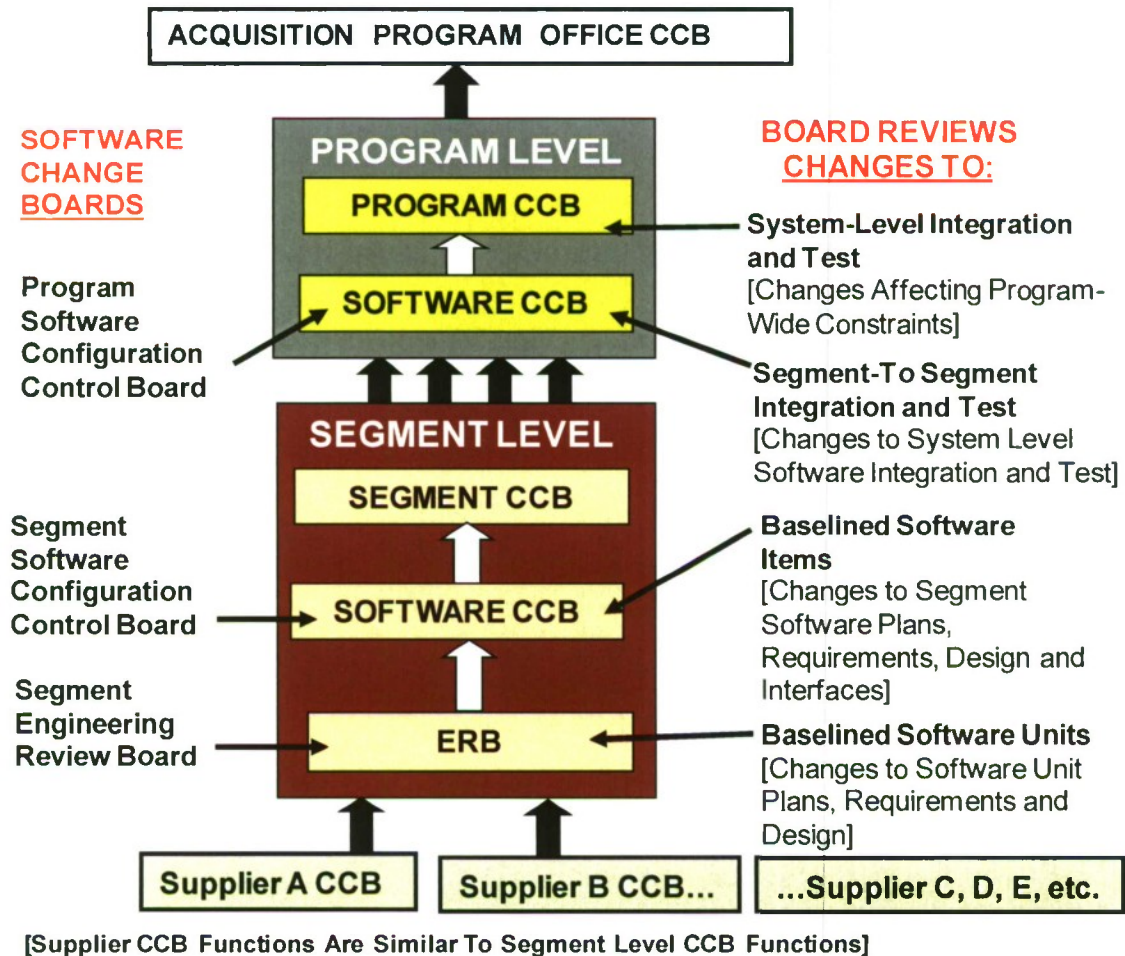 ACQUISITION PROGRAM OFFICE CCB
SOFTWARE
CHANGE
BOARDS
BOARD REVIEWS
CHANGES TO:
PROGRAM LEVEL
PROGRAM CCB
SOFTWARE CCB
Program
Software
Configuration
Control Board
System-Level Integration
and Test
[Changes Affecting Program-
Wide Constraints]
Segment-To Segment
Integration and Test
[Changes to System Level
Software Integration and Test]
SEGMENT LEVEL
SEGMENT CCB
SOFTWARE CCB
ERB
Segment
Software
Configuration
Control Board
Segment
Engineering
Review Board
Baselined Software
Items
[Changes to Segment
Software Plans,
Requirements, Design and
Interfaces]
Baselined Software Units
[Changes to Software Unit
Plans, Requirements and
Design]
Supplier A CCB
Supplier B CCB...
...Supplier C, D, E, etc.
[Supplier CCB Functions Are Similar To Segment Level CCB Functions]